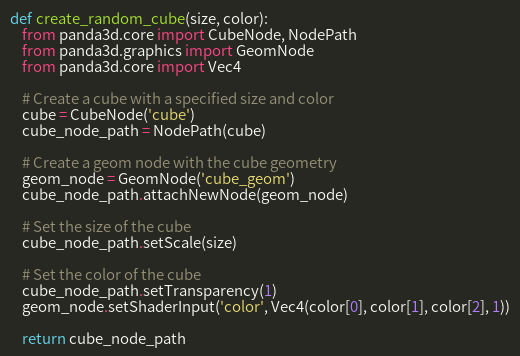 def create_random_cube(size, color):
    from panda3d.core import CubeNode, NodePath
    from panda3d.graphics import GeomNode
    from panda3d.core import Vec4

    # Create a cube with a specified size and color
    cube = CubeNode('cube')
    cube_node_path = NodePath(cube)

    # Create a geom node with the cube geometry
    geom_node = GeomNode('cube_geom')
    cube_node_path.attachNewNode(geom_node)

    # Set the size of the cube
    cube_node_path.setScale(size)

    # Set the color of the cube
    cube_node_path.setTransparency(1)
    geom_node.setShaderInput('color', Vec4(color[0], color[1], color[2], 1))

    return cube_node_path